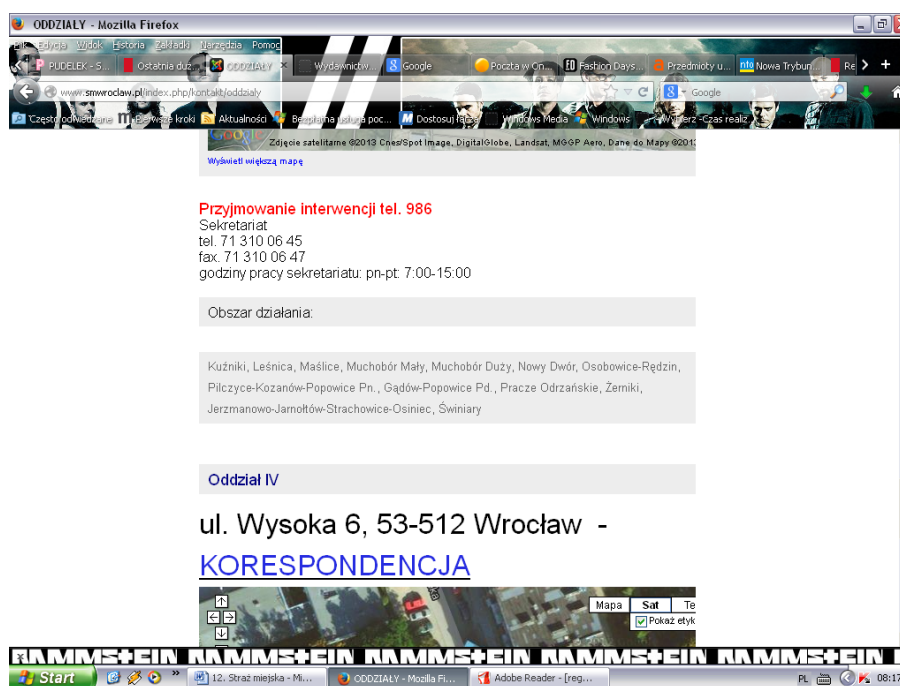 ODDZIAŁY - Mozilla Firefox
Plik Edycja Widok Historia Zakładki Narzędzia Pomoc
PUDELEK - S... Ostatnia duż... ODDZIAŁY × Wydawnictw... Google Poczta w On... Fashion Days... Przedmioty u... nto Nowa Trybun... Re
www.smwroclaw.pl/index.php/kontakt/oddzialy Google
Często odwiedzane Pierwsze kroki Aktualności Bezpłatna usługa poc... Dostosuj łącza Windows Media Windows Wybierz -Czas realiz...
Google Zdjęcie satelitarne ©2013 Cnes/Spot Image, DigitalGlobe, Landsat, MGGP Aero, Dane do Mapy ©2013
Wyświetl większą mapę
Przyjmowanie interwencji tel. 986
Sekretariat
tel. 71 310 06 45
fax. 71 310 06 47
godziny pracy sekretariatu: pn-pt: 7:00-15:00
Obszar działania:
Kuźniki, Leśnica, Maślice, Muchobór Mały, Muchobór Duży, Nowy Dwór, Osobowice-Rędzin,
Pilczyce-Kozanów-Popowice Pn., Gądów-Popowice Pd., Pracze Odrzańskie, Żerniki,
Jerzmanowo-Jarnołtów-Strachowice-Osiniec, Świniary
Oddział IV
ul. Wysoka 6, 53-512 Wrocław -
KORESPONDENCJA
Mapa Sat Te
Pokaż etyk
RAMMSTEIN RAMMSTEIN RAMMSTEIN RAMMSTEIN RAMMSTEIN
Start » 12. Straż miejska - Mi... ODDZIAŁY - Mozilla Fi... Adobe Reader - [reg... PL 08:17